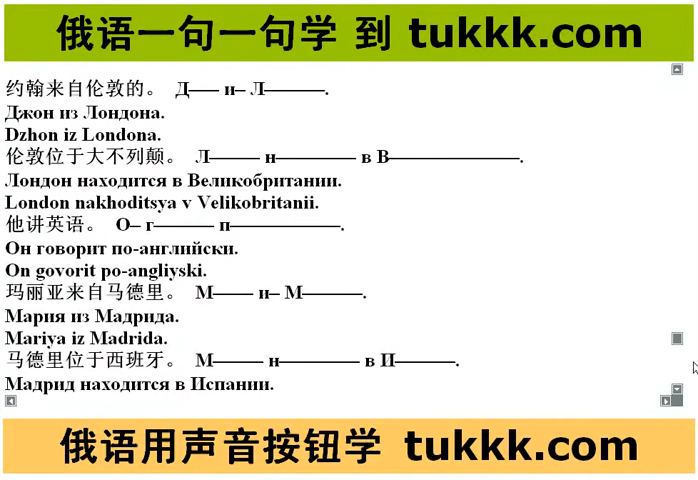 俄语一句一句学 到 tukkk.com
约翰来自伦敦的。 Д—— и– Л————.
Джон из Лондона.
Dzhon iz Londona.
伦敦位于大不列颠。 Л——— н————— в В————————.
Лондон находится в Великобритании.
London nakhoditsya v Velikobritanii.
他讲英语。 О– г———— п———————.
Он говорит по-английски.
On govorit po-angliyski.
玛丽亚来自马德里。 М—— и– М————.
Мария из Мадрида.
Mariya iz Madrida.
马德里位于西班牙。 М——— н————— в П———.
Мадрид находится в Испании.
俄语用声音按钮学 tukkk.com